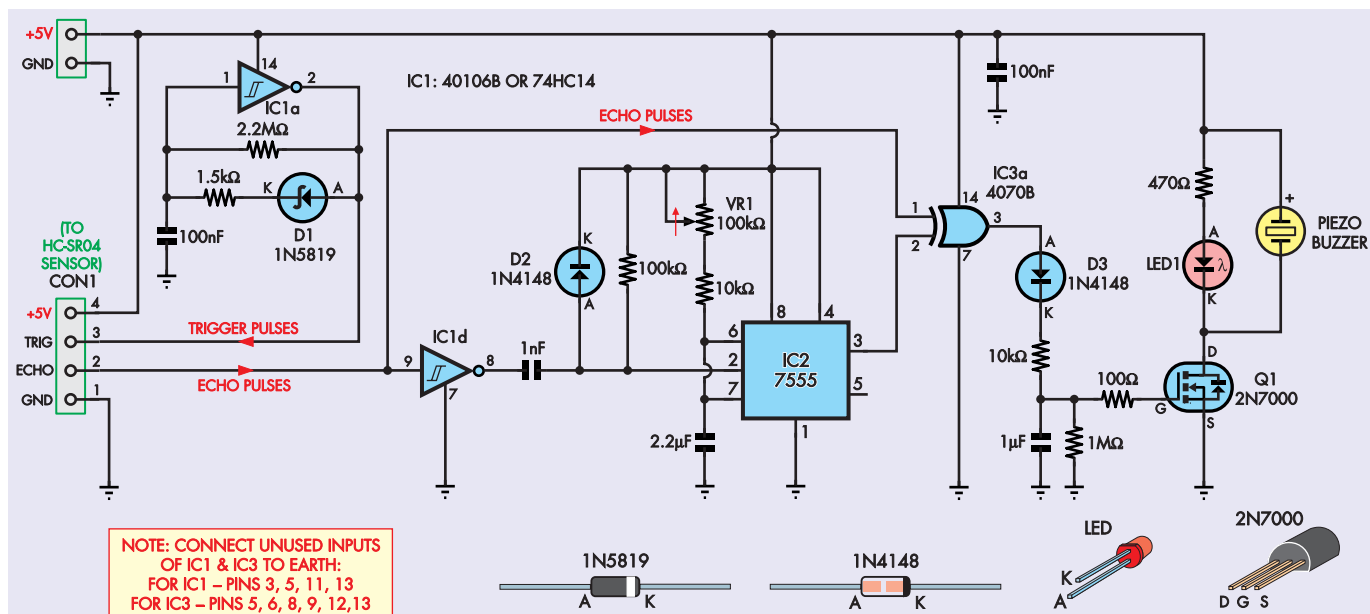 +5V
GND
14
1
2
IC1a
IC1: 40106B OR 74HC14
100nF
2.2MΩ
1.5kΩ
K
A
D1
1N5819
100nF
ECHO PULSES
(TO
HC-SR04
SENSOR)
CON1
+5V
4
TRIG
3
TRIGGER PULSES
ECHO
2
ECHO PULSES
GND
1
IC1d
9
8
7
1nF
K
D2
1N4148
A
100kΩ
VR1
100kΩ
10kΩ
6
2
7
8
4
3
5
1
IC2
7555
2.2µF
IC3a
4070B
14
1
2
3
7
A
D3
1N4148
K
10kΩ
1µF
1MΩ
100Ω
470Ω
A
LED1
λ
K
+
PIEZO
BUZZER
D
G
S
Q1
2N7000
NOTE: CONNECT UNUSED INPUTS
OF IC1 & IC3 TO EARTH:
FOR IC1 – PINS 3, 5, 11, 13
FOR IC3 – PINS 5, 6, 8, 9, 12,13
1N5819
A
K
1N4148
A
K
LED
K
A
2N7000
D G S